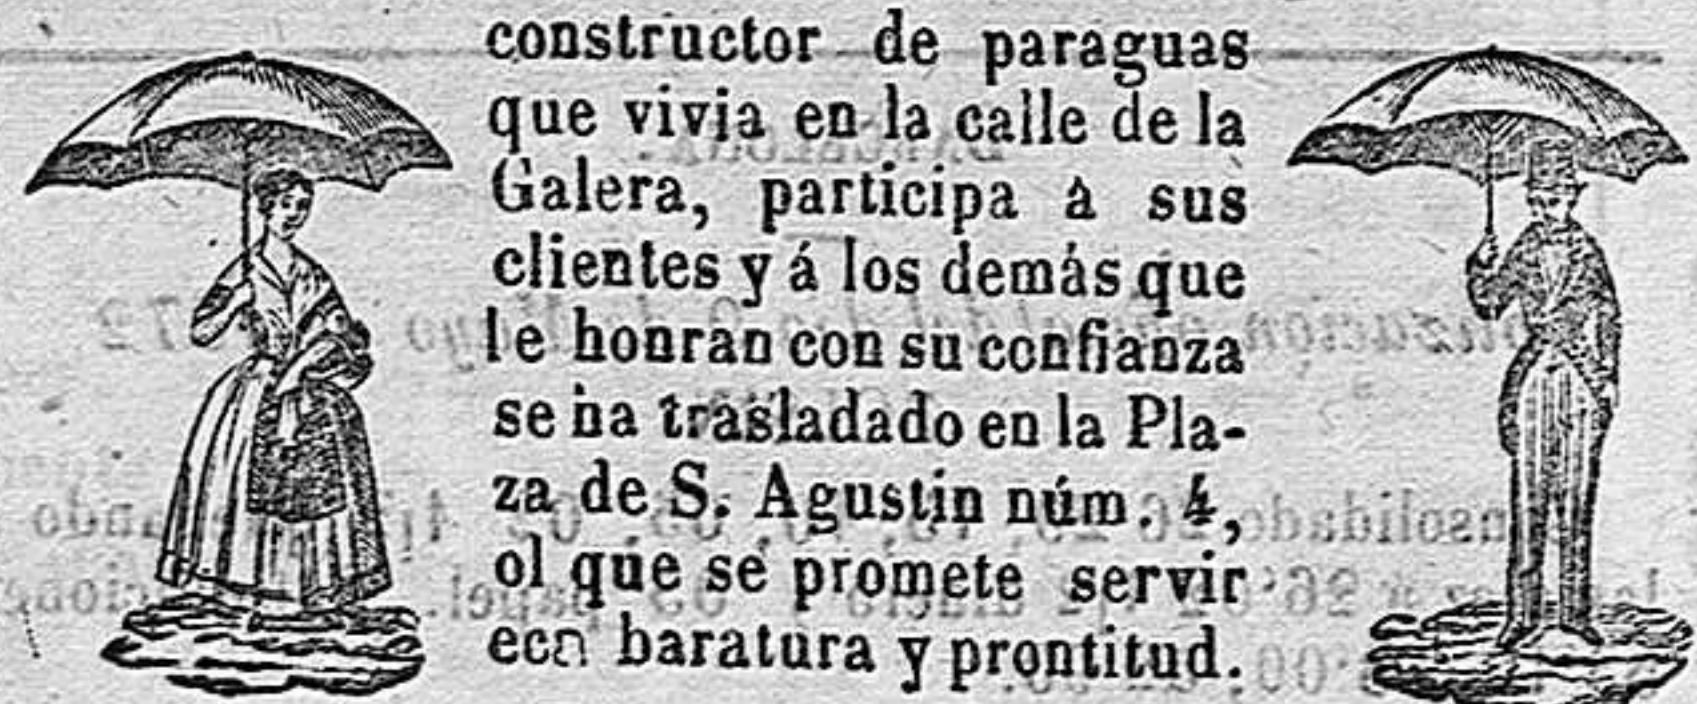 constructor de paraguas
que vivia en la calle de la
Galera, participa à sus
clientes y á los demás que
le honran con su confianza
se ha trasladado en la Pla-
za de S. Agustin núm. 4,
ol que se promete servir
ecn baratura y prontitud.